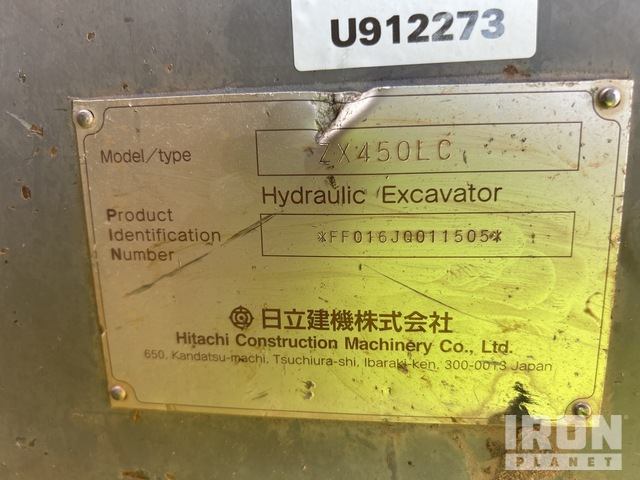 U912273
Model/type ZX450LC
Hydraulic Excavator
Product
Identification *FF016JQ011505*
Number
日立建機株式会社
Hitachi Construction Machinery Co., Ltd.
650, Kandatsu-machi, Tsuchiura-shi, Ibaraki-ken, 300-0013 Japan
IRON
PLANET